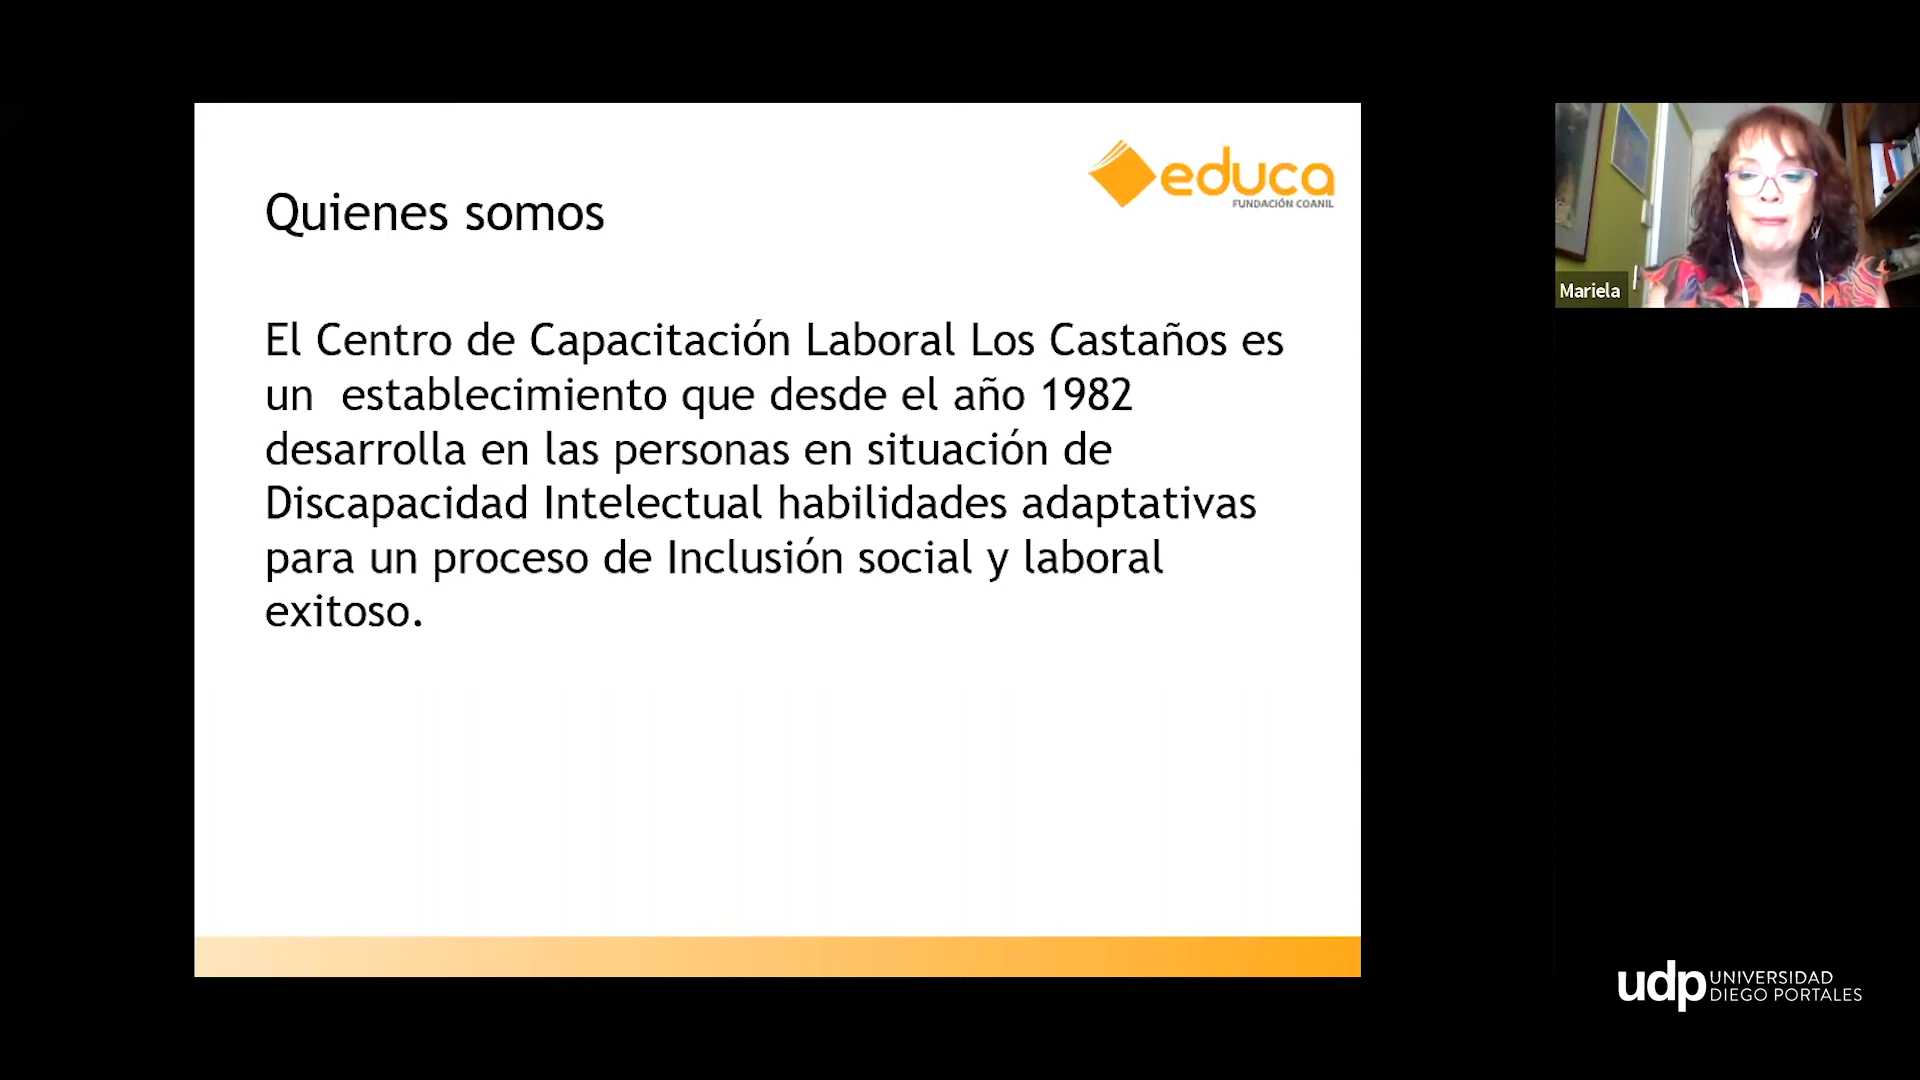 educa
FUNDACIÓN COANIL
Quienes somos
El Centro de Capacitación Laboral Los Castaños es
un  establecimiento que desde el año 1982
desarrolla en las personas en situación de
Discapacidad Intelectual habilidades adaptativas
para un proceso de Inclusión social y laboral
exitoso.
Mariela
udp UNIVERSIDAD
DIEGO PORTALES